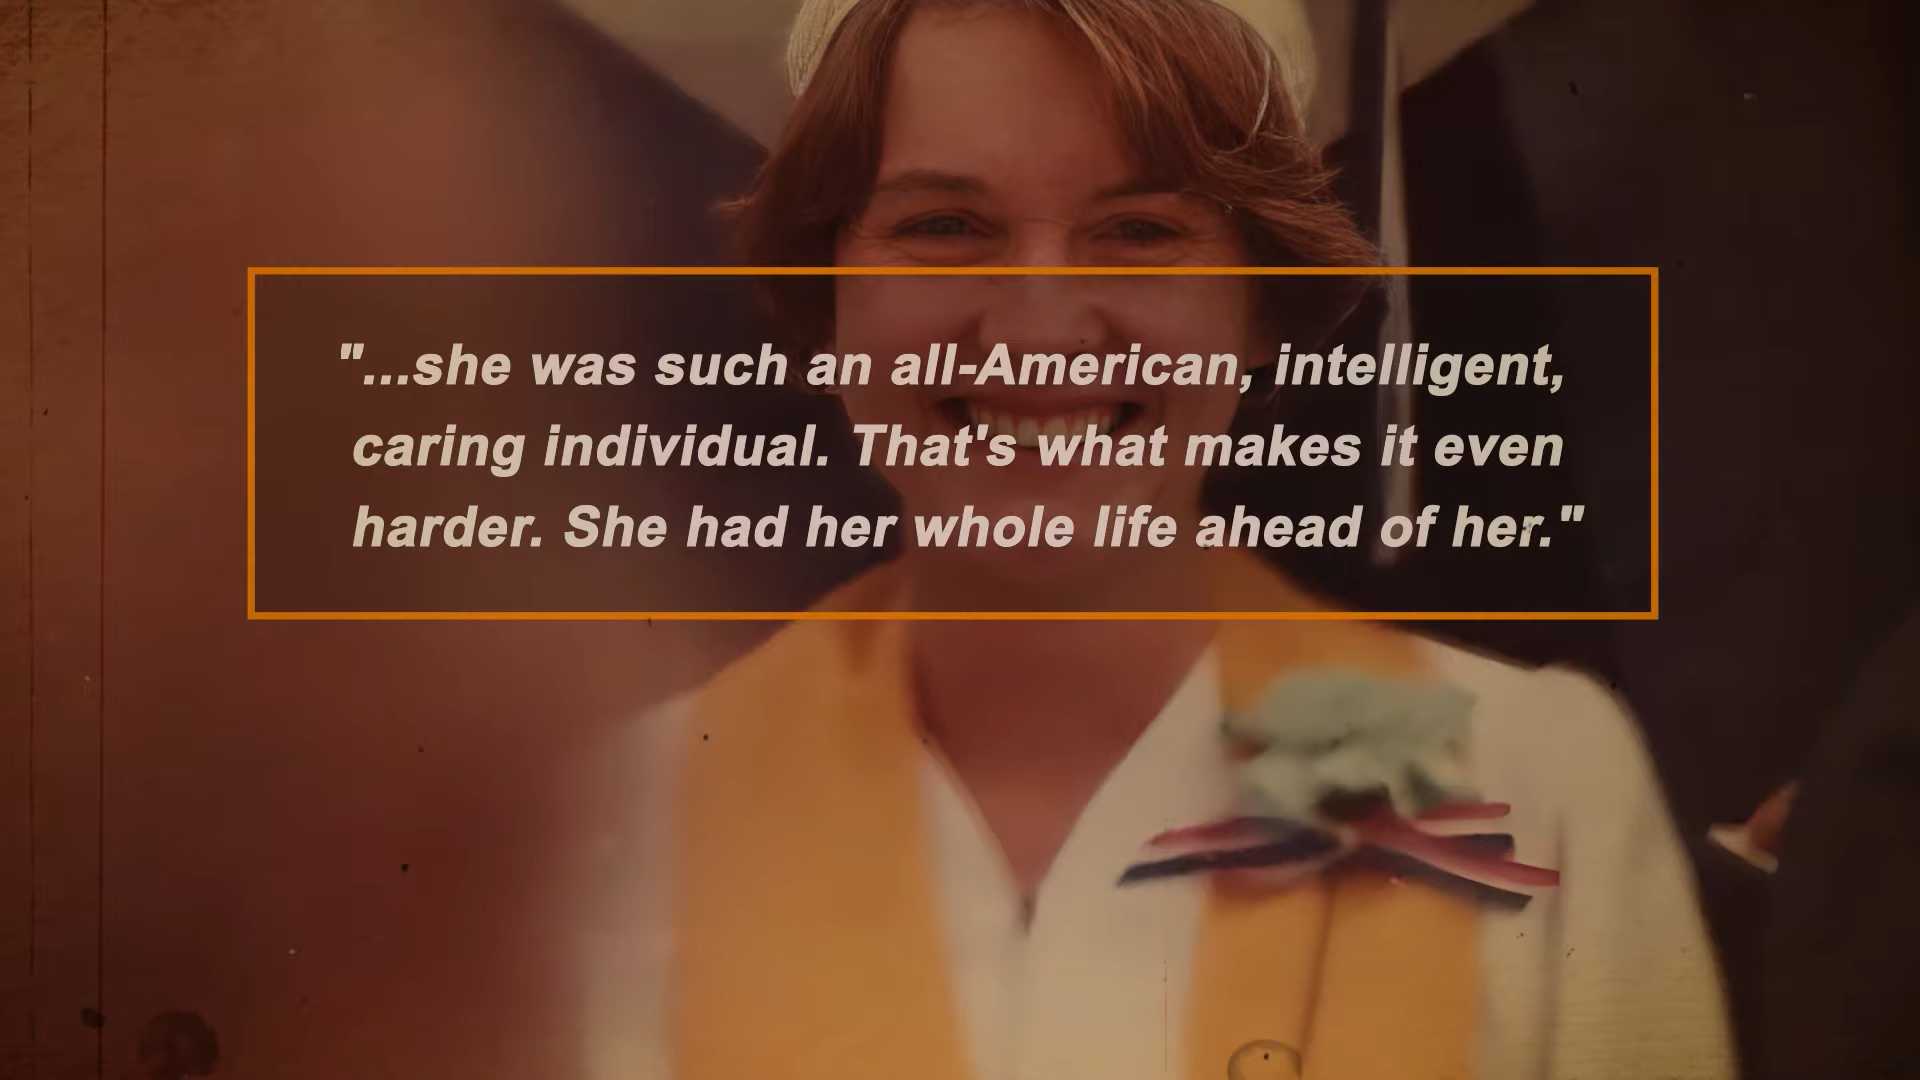 "...she was such an all-American, intelligent,
caring individual. That's what makes it even
harder. She had her whole life ahead of her."